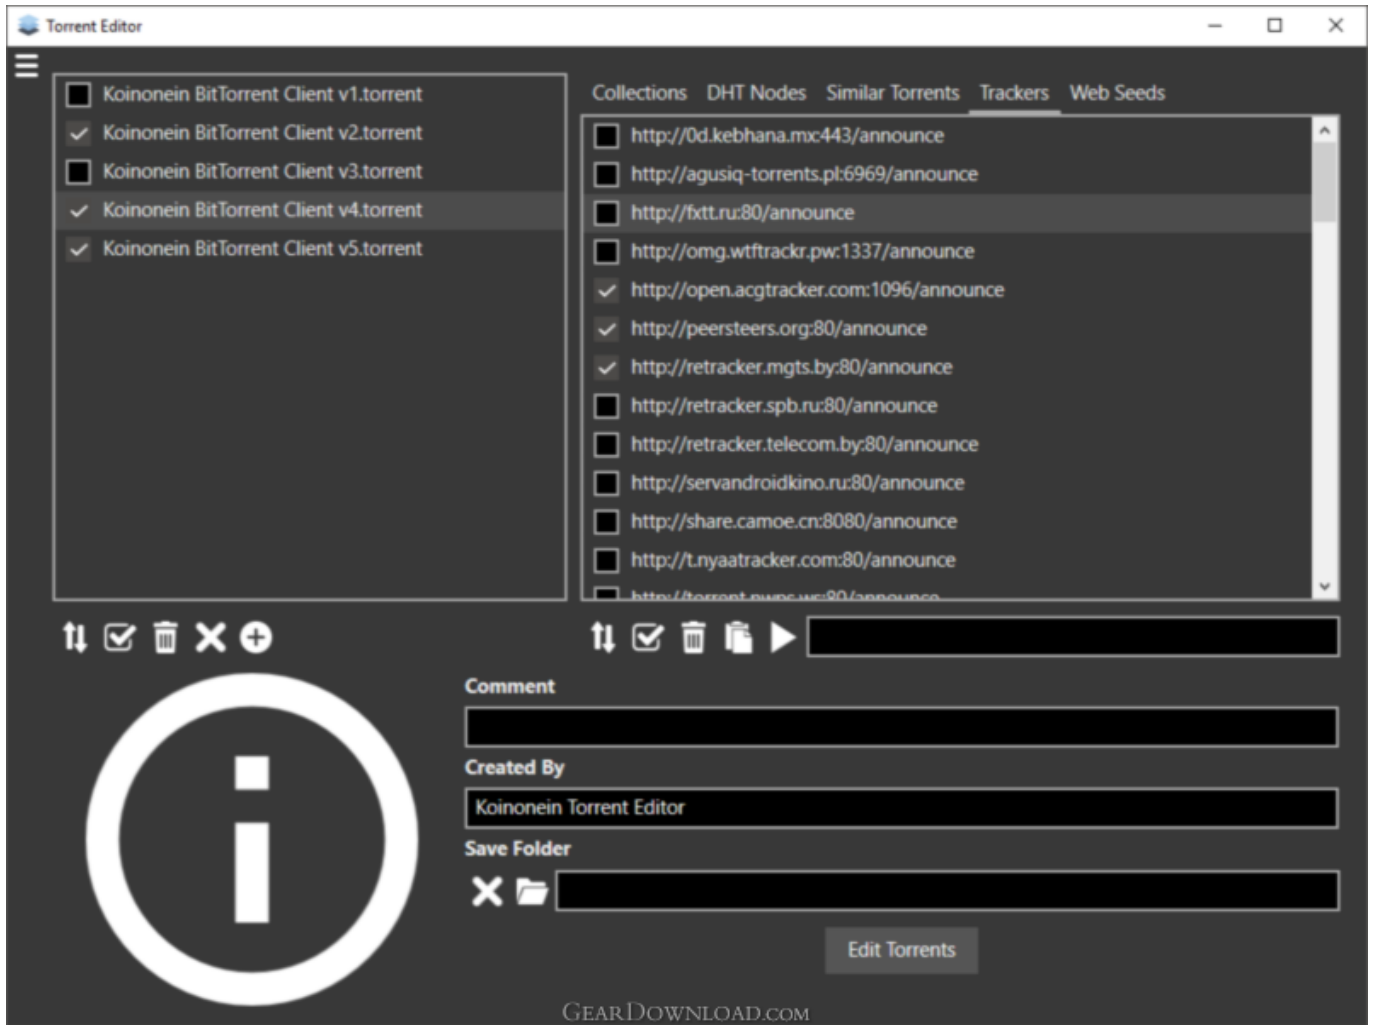 Torrent Editor
Koinonein BitTorrent Client v1.torrent
Koinonein BitTorrent Client v2.torrent
Koinonein BitTorrent Client v3.torrent
Koinonein BitTorrent Client v4.torrent
Koinonein BitTorrent Client v5.torrent
Collections DHT Nodes Similar Torrents Trackers Web Seeds
http://0d.kebhana.mx:443/announce
http://agusiq-torrents.pl:6969/announce
http://fxtt.ru:80/announce
http://omg.wtftrackr.pw:1337/announce
http://open.acgtracker.com:1096/announce
http://peersteers.org:80/announce
http://retracker.mgts.by:80/announce
http://retracker.spb.ru:80/announce
http://retracker.telecom.by:80/announce
http://servandroidkino.ru:80/announce
http://share.camoe.cn:8080/announce
http://t.nyaatracker.com:80/announce
Comment
Created By
Koinonein Torrent Editor
Save Folder
Edit Torrents
GearDownload.com